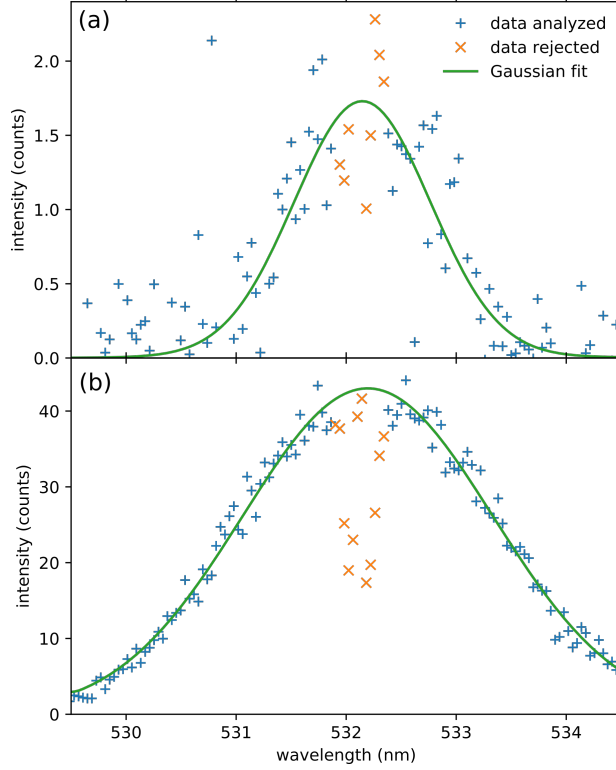 (a)
data analyzed
data rejected
Gaussian fit
2.0
1.5
1.0
0.5
0.0
intensity (counts)
(b)
40
30
20
10
0
intensity (counts)
530 531 532 533 534
wavelength (nm)